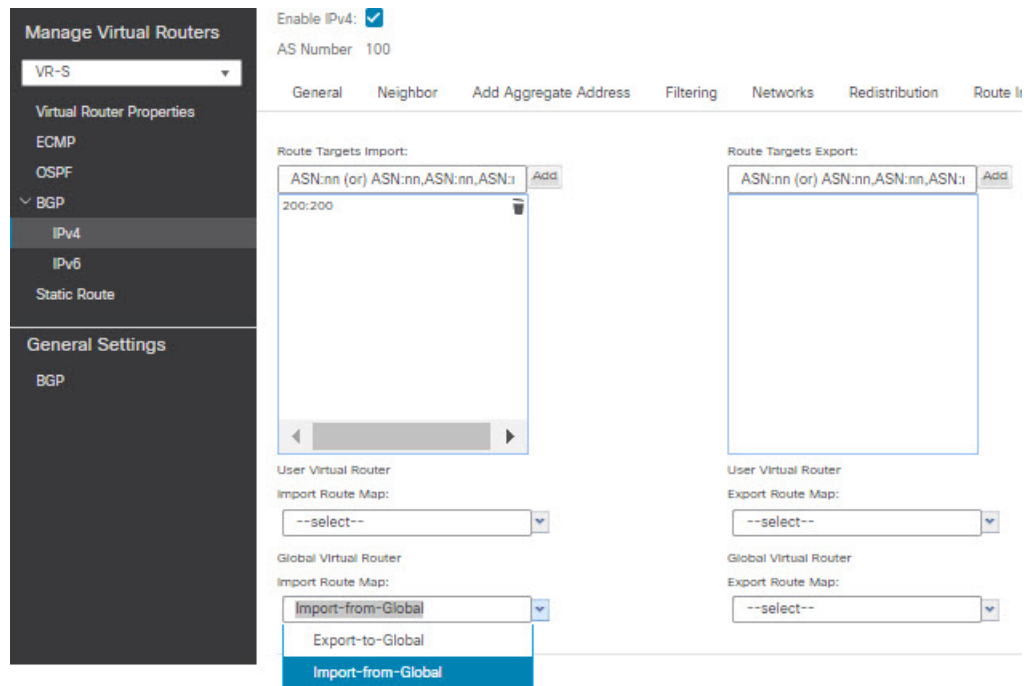 Manage Virtual Routers
VR-S
Virtual Router Properties
ECMP
OSPF
BGP
IPv4
IPv6
Static Route
General Settings
BGP
Enable IPv4:
AS Number 100
General Neighbor Add Aggregate Address Filtering Networks Redistribution Route I
Route Targets Import:
ASN:nn (or) ASN:nn,ASN:nn,ASN: Add
200:200
User Virtual Router
Import Route Map:
--select--
Global Virtual Router
Import Route Map:
Import-from-Global
Export-to-Global
Import-from-Global
Route Targets Export:
ASN:nn (or) ASN:nn,ASN:nn,ASN: Add
User Virtual Router
Export Route Map:
--select--
Global Virtual Router
Export Route Map:
--select--